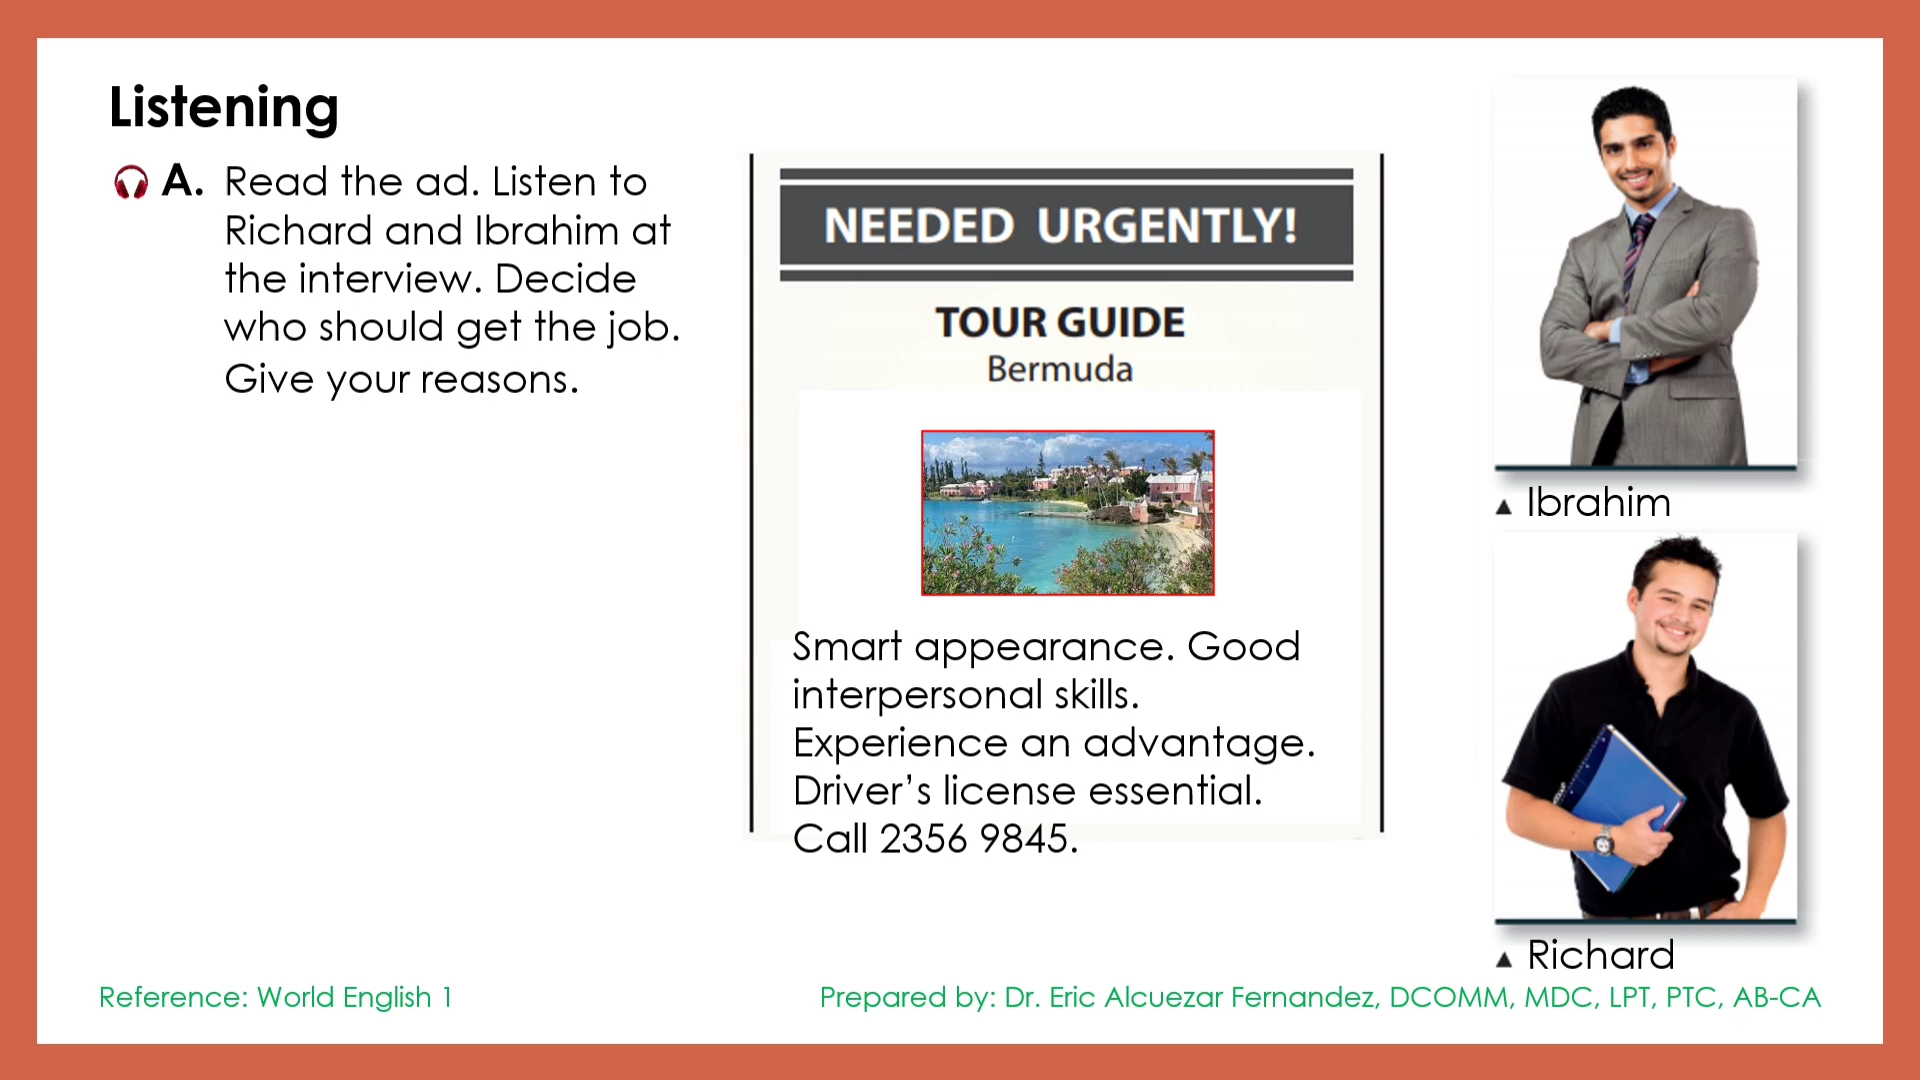 Listening
A. Read the ad. Listen to
Richard and Ibrahim at
the interview. Decide
who should get the job.
Give your reasons.
NEEDED URGENTLY!
TOUR GUIDE
Bermuda
Smart appearance. Good
interpersonal skills.
Experience an advantage.
Driver’s license essential.
Call 2356 9845.
▲ Ibrahim
▲ Richard
Reference: World English 1
Prepared by: Dr. Eric Alcuezar Fernandez, DCOMM, MDC, LPT, PTC, AB-CA